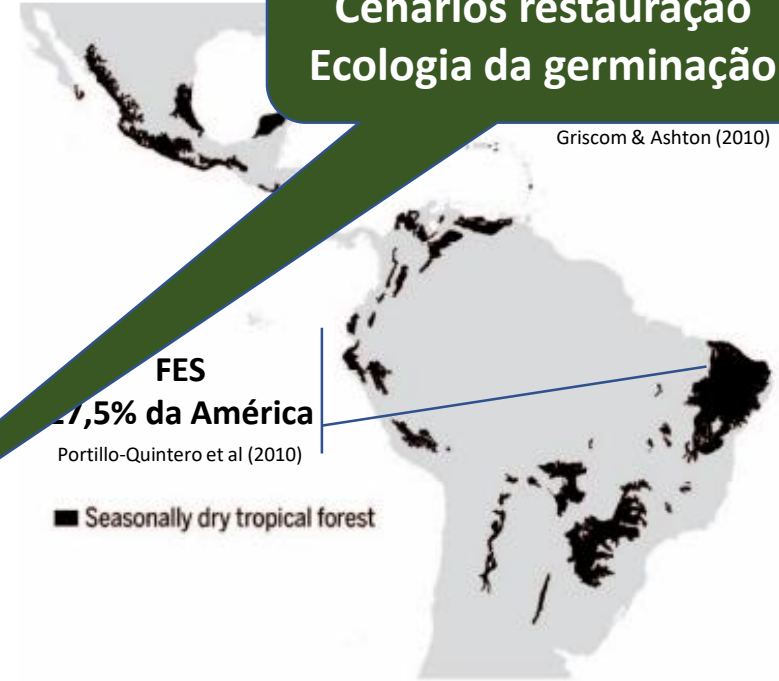 Cenários restauração
Ecologia da germinação
Griscom & Ashton (2010)
FES
7,5% da América
Portillo-Quintero et al (2010)
Seasonally dry tropical forest